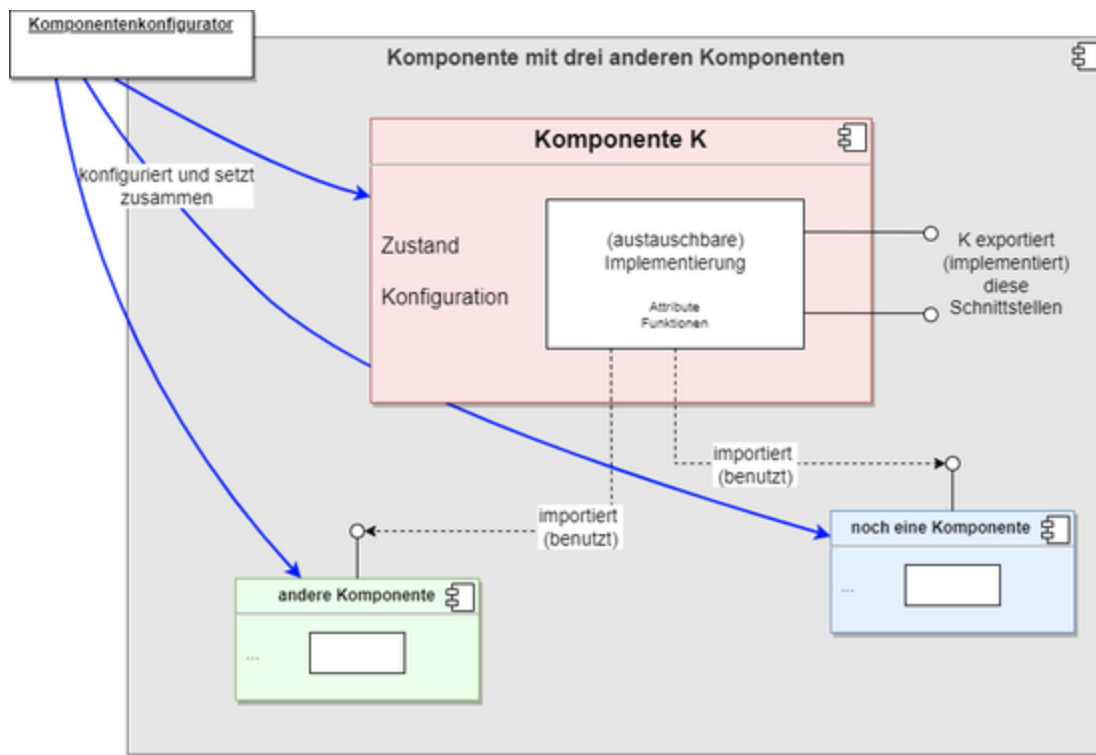 Komponentenkonfigurator
Komponente mit drei anderen Komponenten
Komponente K
konfiguriert und setzt
zusammen
Zustand
Konfiguration
(austauschbare)
Implementierung
Attribute
Funktionen
K exportiert
(implementiert)
diese
Schnittstellen
importiert
(benutzt)
importiert
(benutzt)
noch eine Komponente
...
andere Komponente
...